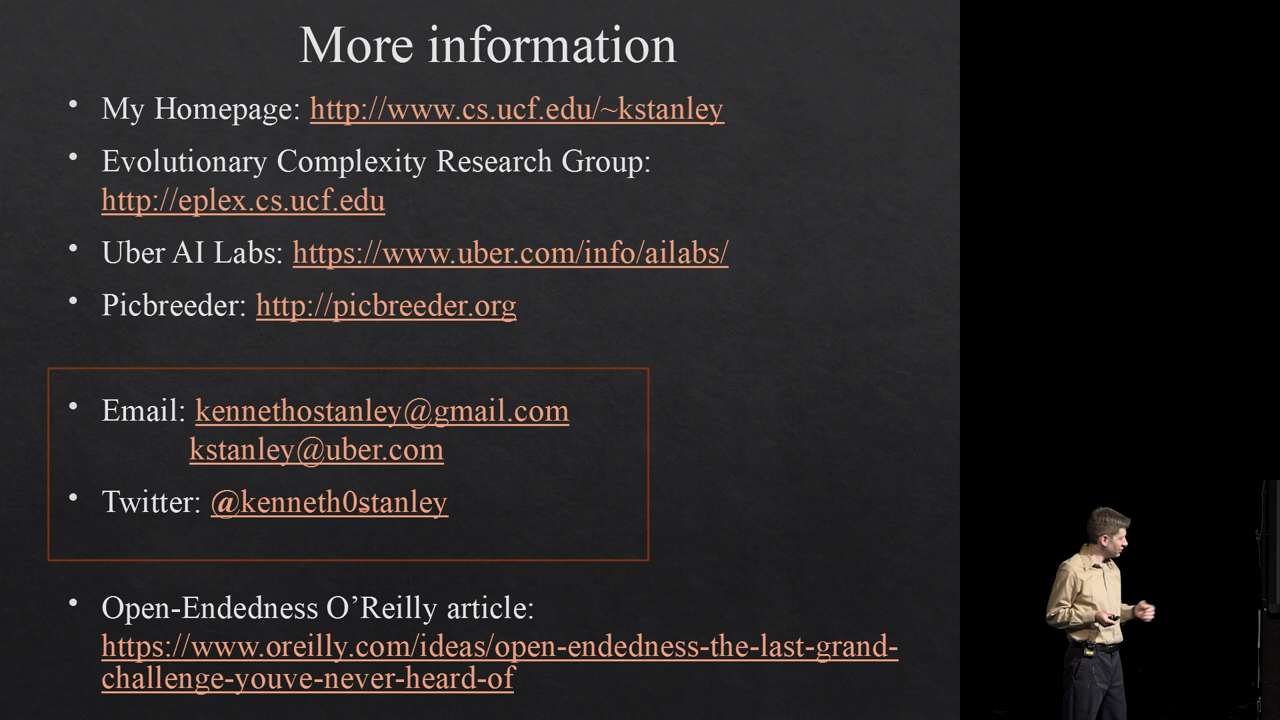 More information
• My Homepage: http://www.cs.ucf.edu/~kstanley
• Evolutionary Complexity Research Group:
http://eplex.cs.ucf.edu
• Uber AI Labs: https://www.uber.com/info/ailabs/
• Picbreeder: http://picbreeder.org
• Email: kennethostanley@gmail.com
kstanley@uber.com
• Twitter: @kenneth0stanley
• Open-Endedness O’Reilly article:
https://www.oreilly.com/ideas/open-endedness-the-last-grand-
challenge-youve-never-heard-of